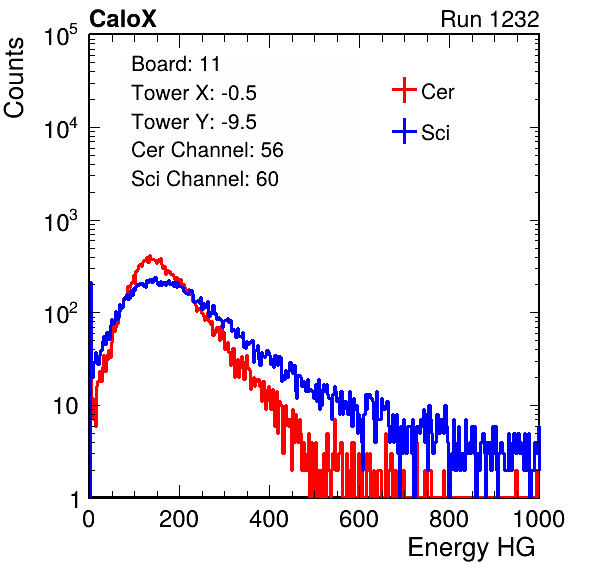 CaloX Run 1232
Counts
10^5
10^4
10^3
10^2
10
1
Board: 11
Tower X: -0.5
Tower Y: -9.5
Cer Channel: 56
Sci Channel: 60
Cer
Sci
0 200 400 600 800 1000
Energy HG